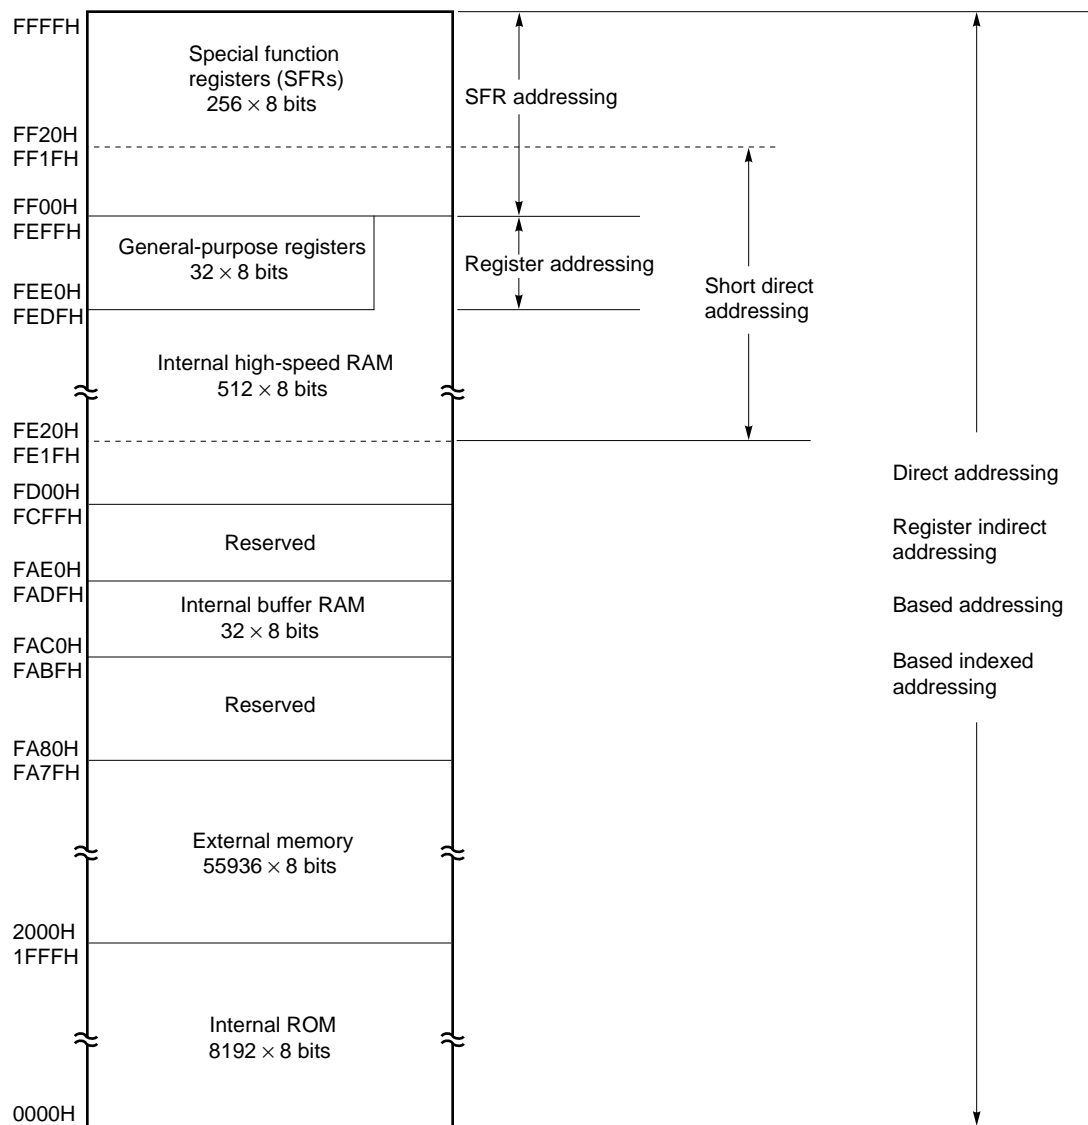 FFFFH
Special function
registers (SFRs)
256 × 8 bits
SFR addressing
FF20H
FF1FH
FF00H
FEFFH
General-purpose registers
32 × 8 bits
Register addressing
Short direct
addressing
FEE0H
FEDFH
Internal high-speed RAM
512 × 8 bits
FE20H
FE1FH
Direct addressing
FD00H
FCFFH
Reserved
Register indirect
addressing
FAE0H
FADFH
Internal buffer RAM
32 × 8 bits
Based addressing
FAC0H
FABFH
Based indexed
addressing
Reserved
FA80H
FA7FH
External memory
55936 × 8 bits
2000H
1FFFH
Internal ROM
8192 × 8 bits
0000H